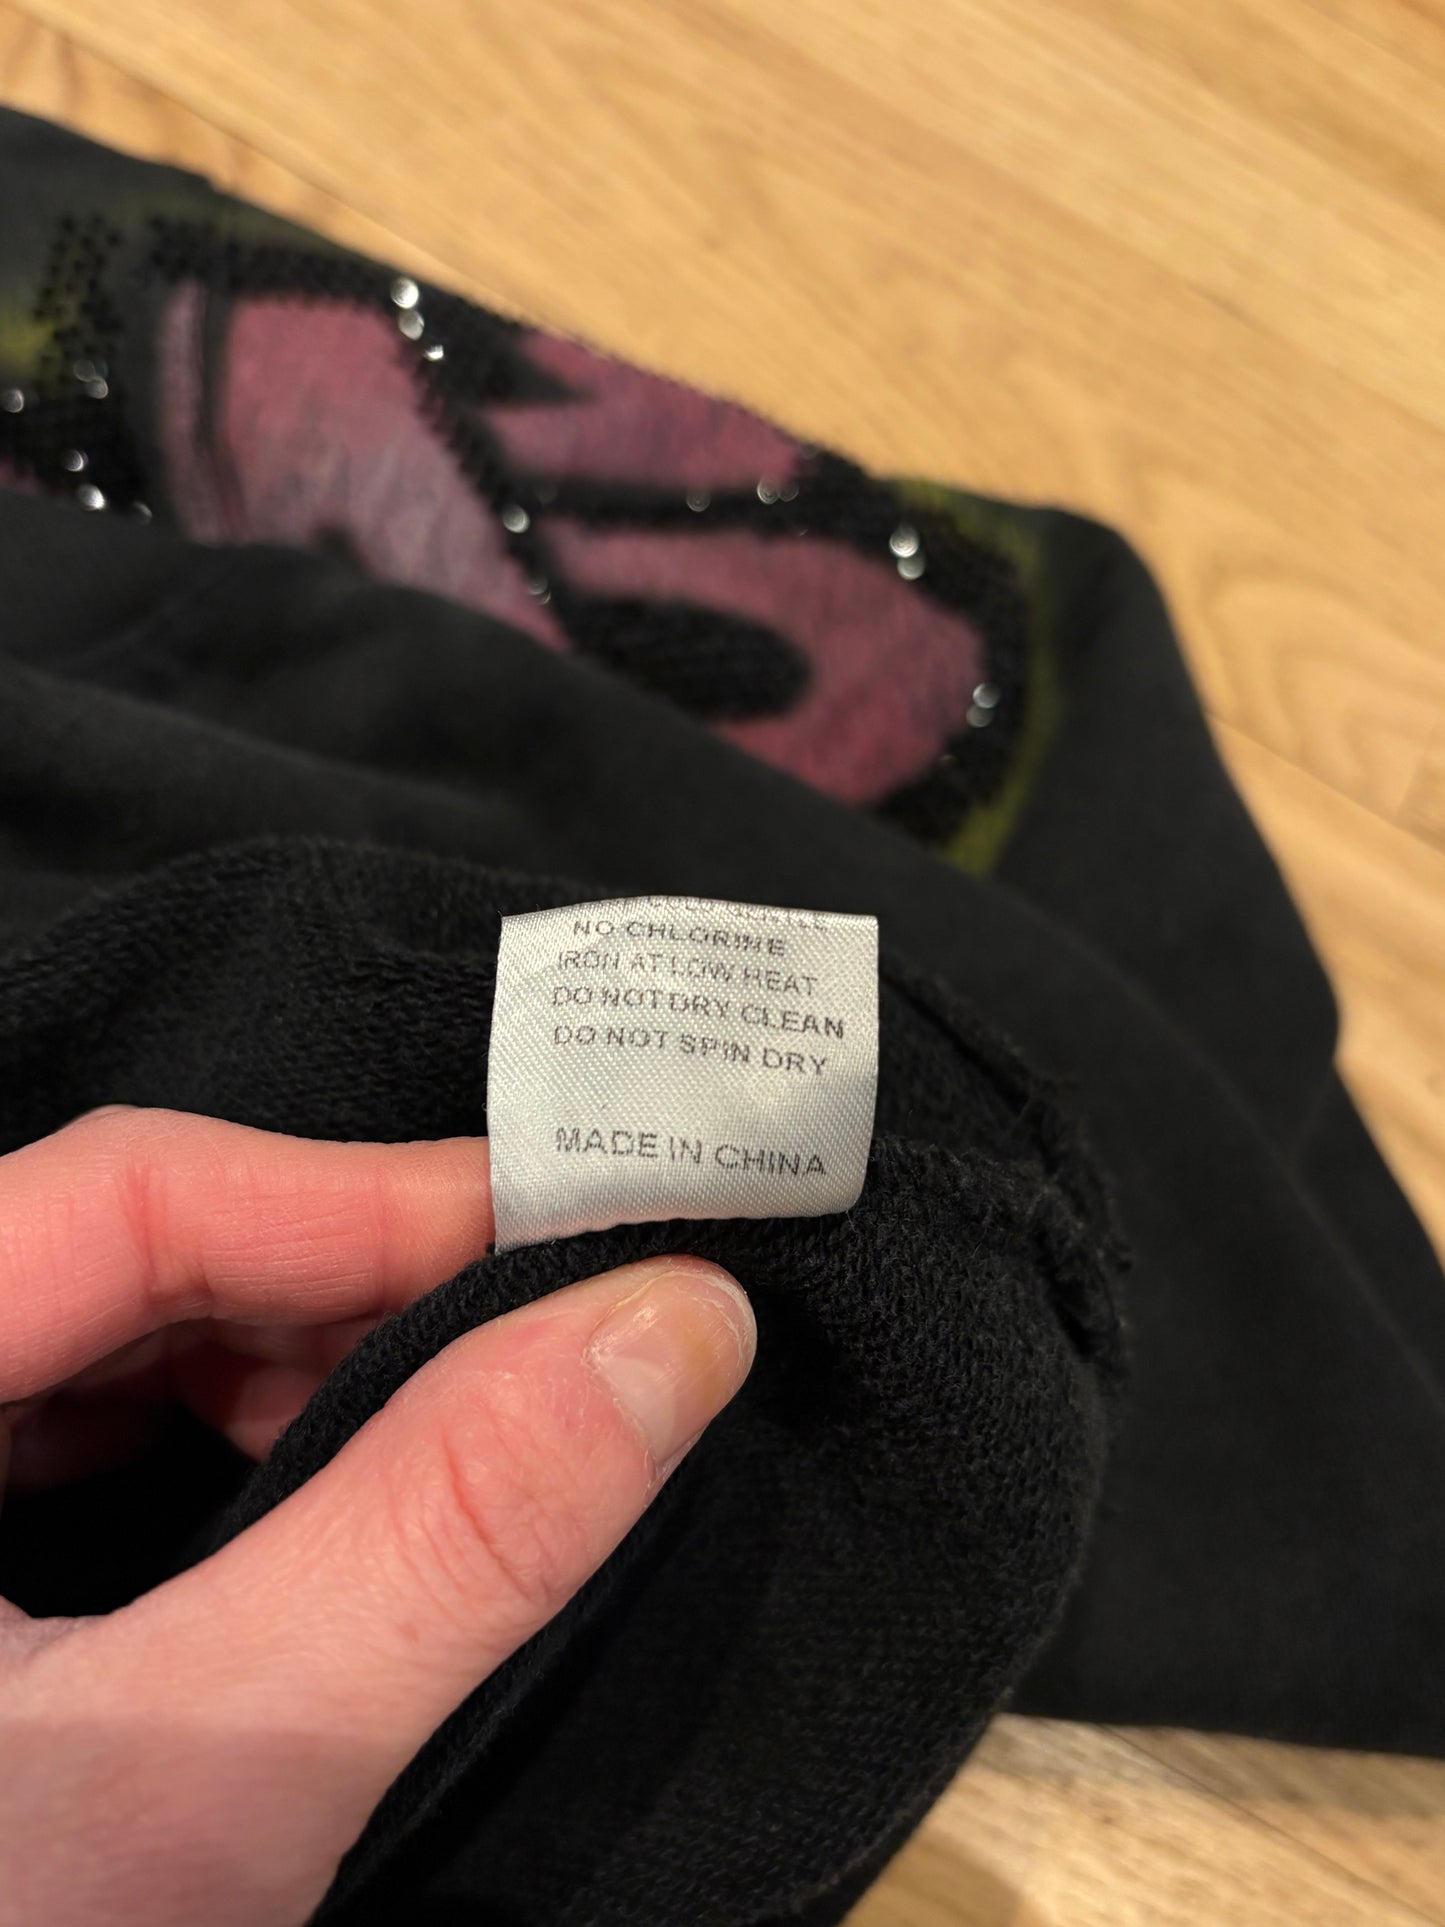 NO CHLORINE
IRON AT LOW HEAT
DO NOT DRY CLEAN
DO NOT SPIN DRY
MADE IN CHINA